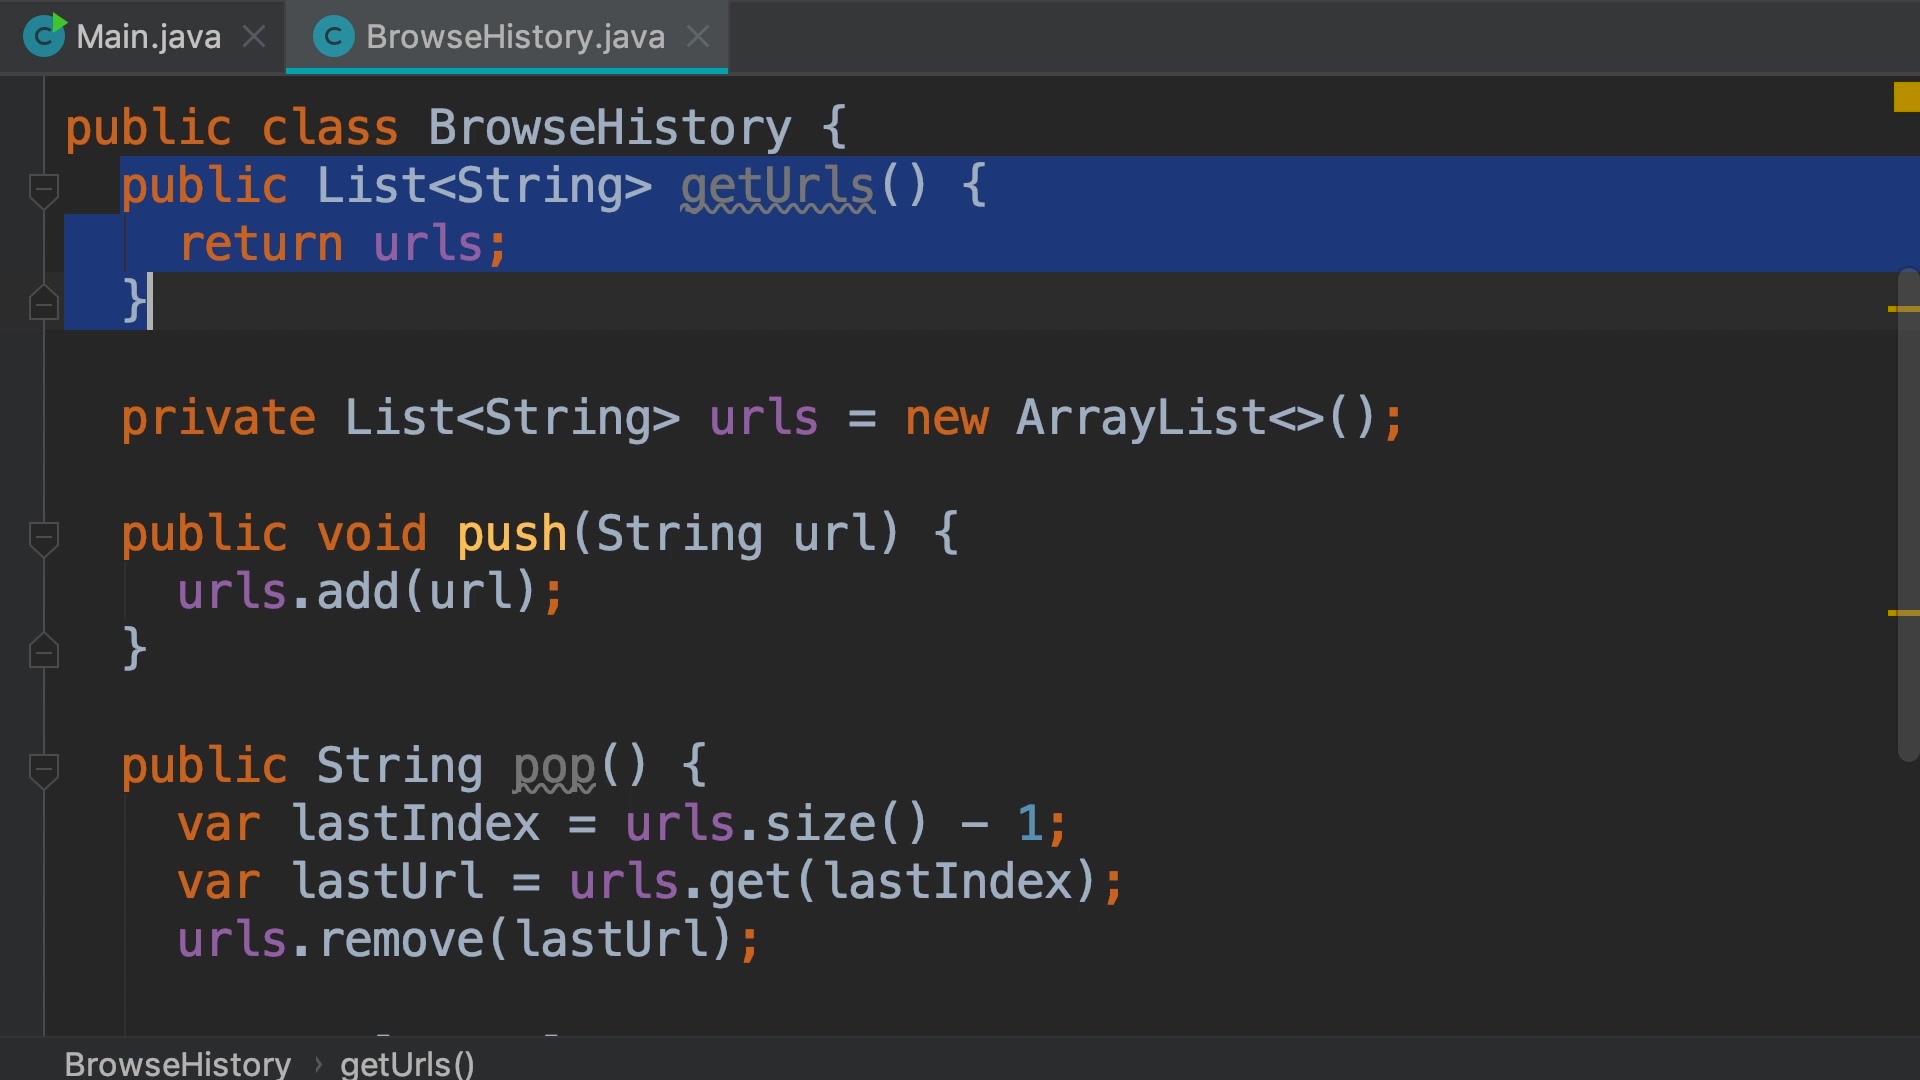 Main.java
BrowseHistory.java
public class BrowseHistory {
public List<String> getUrls() {
return urls;
}
private List<String> urls = new ArrayList<>();
public void push(String url) {
urls.add(url);
}
public String pop() {
var lastIndex = urls.size() - 1;
var lastUrl = urls.get(lastIndex);
urls.remove(lastUrl);
BrowseHistory › getUrls()